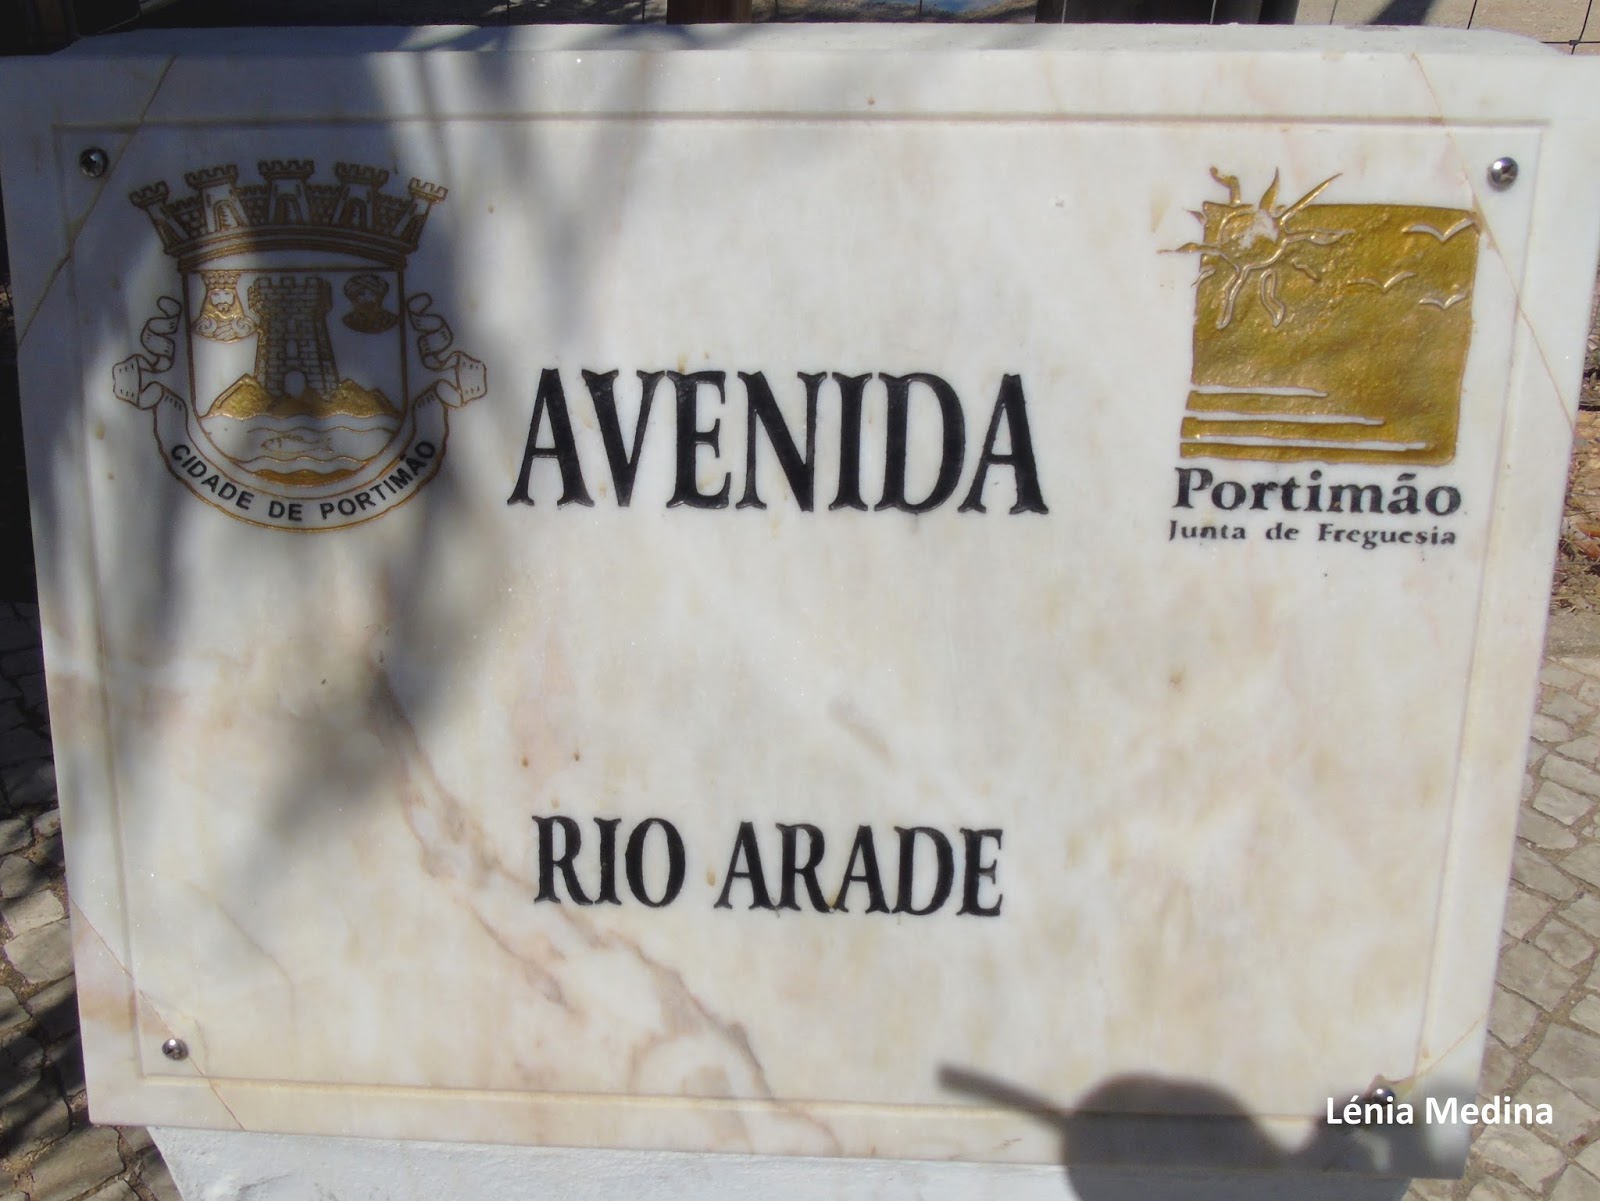 CIDADE DE PORTIMÃO
AVENIDA
Portimão
Junta de Freguesia
RIO ARADE
Lénia Medina